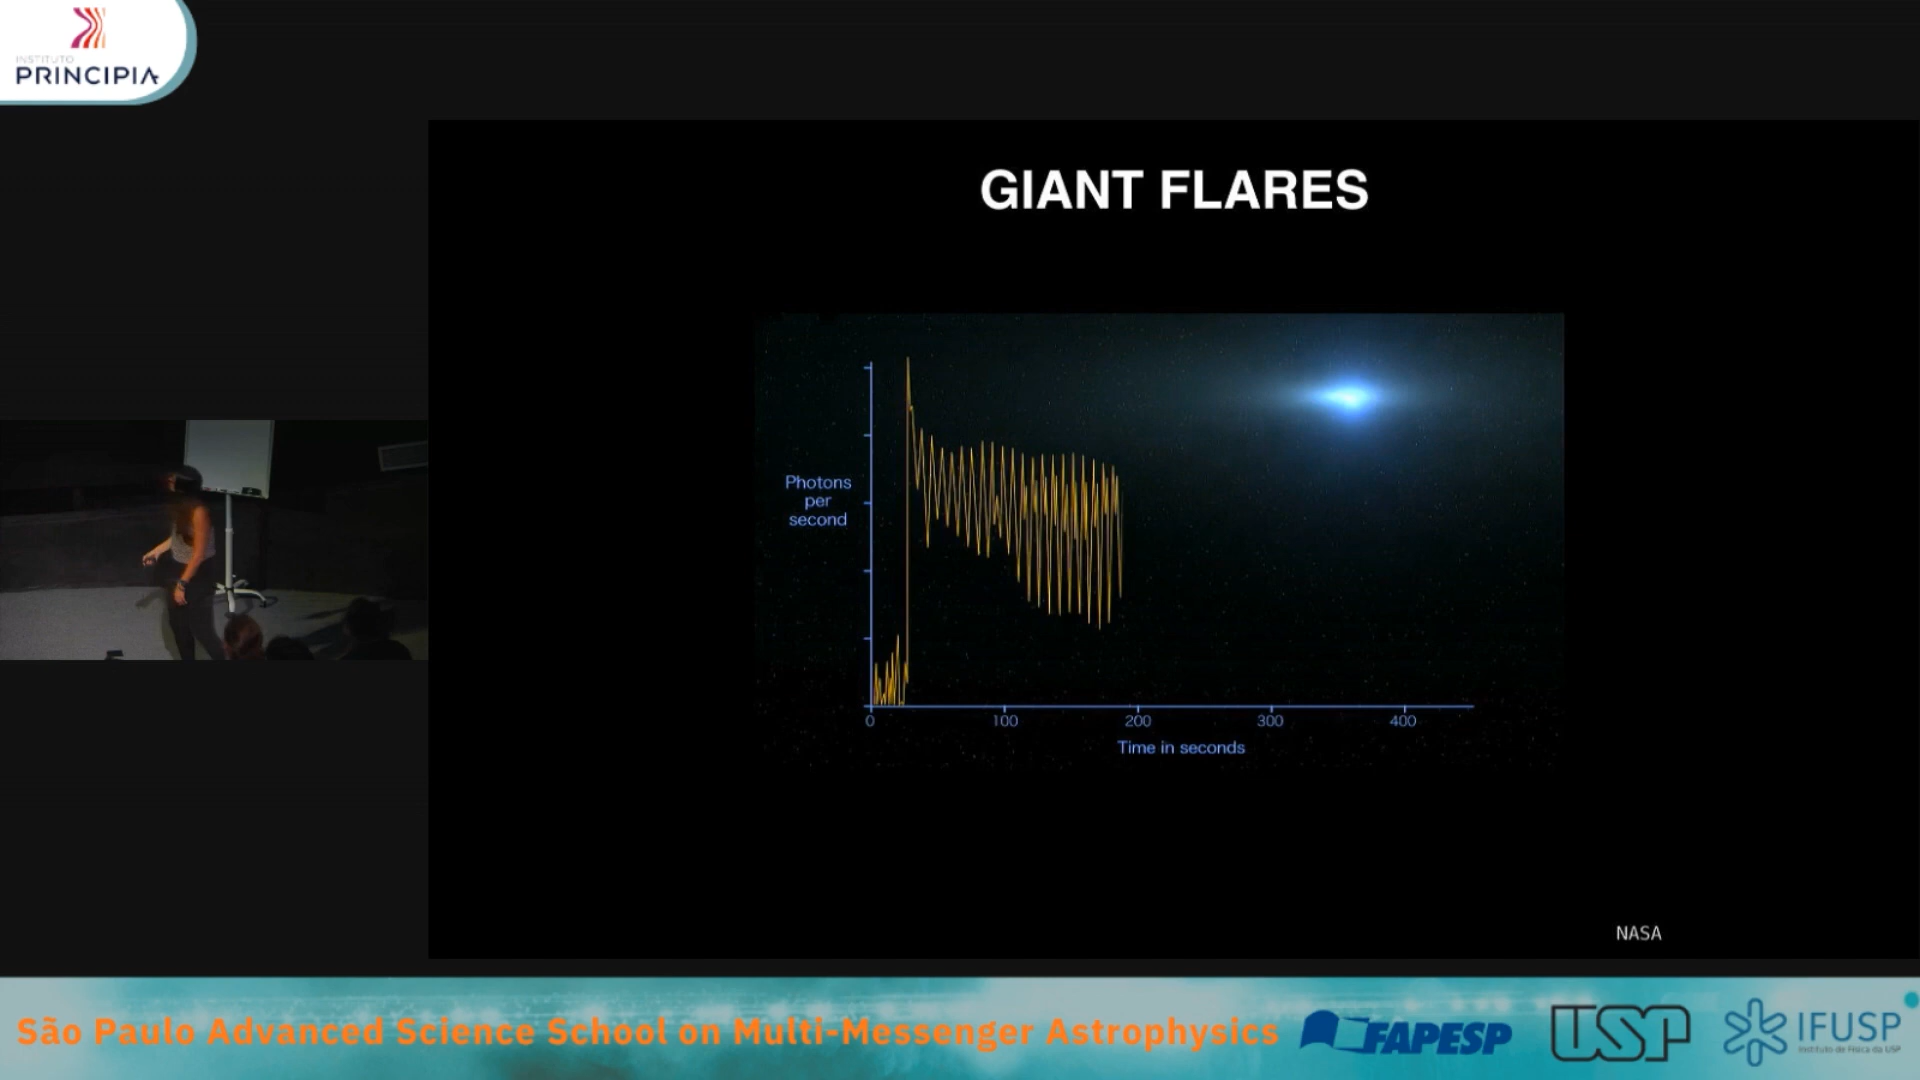 INSTITUTO
PRINCIPIA
GIANT FLARES
Photons
per
second
0 100 200 300 400
Time in seconds
NASA
São Paulo Advanced Science School on Multi-Messenger Astrophysics
FAPESP
USP
IFUSP
Instituto de Física da USP